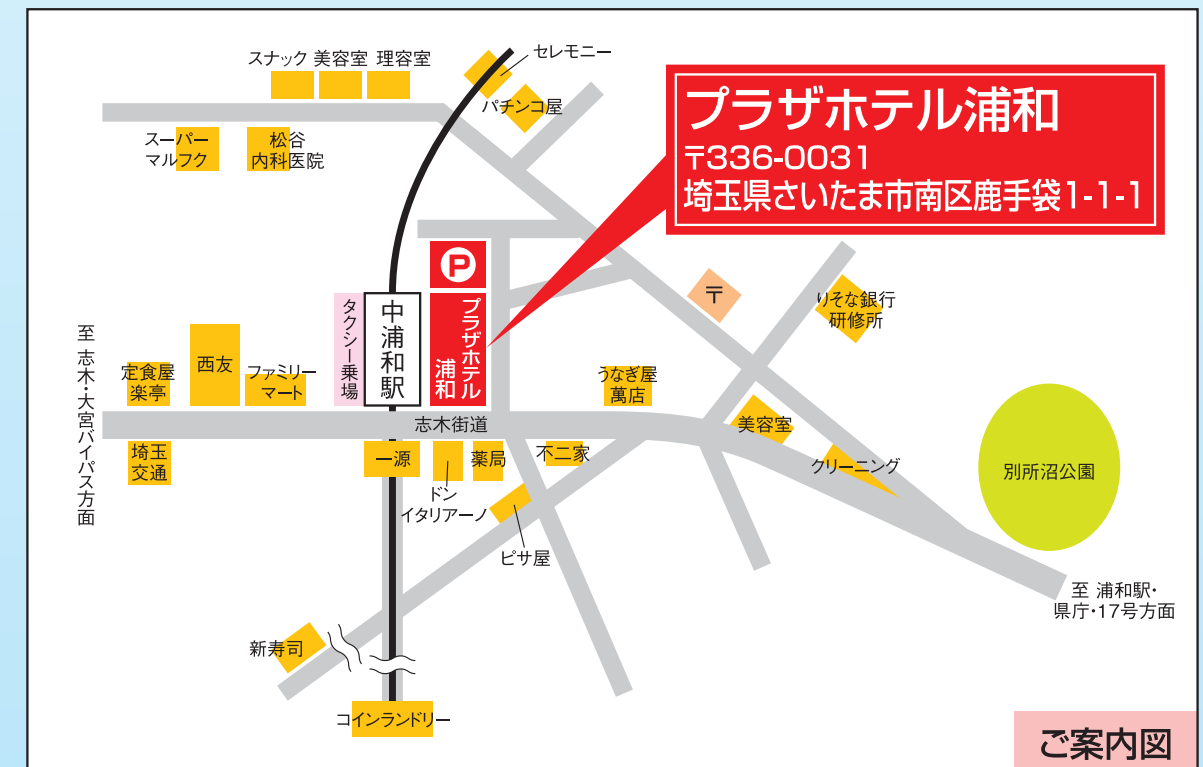 スナック
美容室
理容室
セレモニー
パチンコ屋
スーパー
マルフク
松谷
内科医院
プラザホテル浦和
〒336-0031
埼玉県さいたま市南区鹿手袋1-1-1
P
プラザホテル
浦和
中浦和駅
タクシー乗場
〒
りそな銀行
研修所
至 志木・大宮バイパス方面
定食屋
楽亭
西友
ファミリー
マート
うなぎ屋
萬店
志木街道
美容室
埼玉
交通
一源
ドン
イタリアーノ
薬局
不二家
クリーニング
別所沼公園
ピサ屋
至 浦和駅・
県庁・17号方面
新寿司
コインランドリー
ご案内図